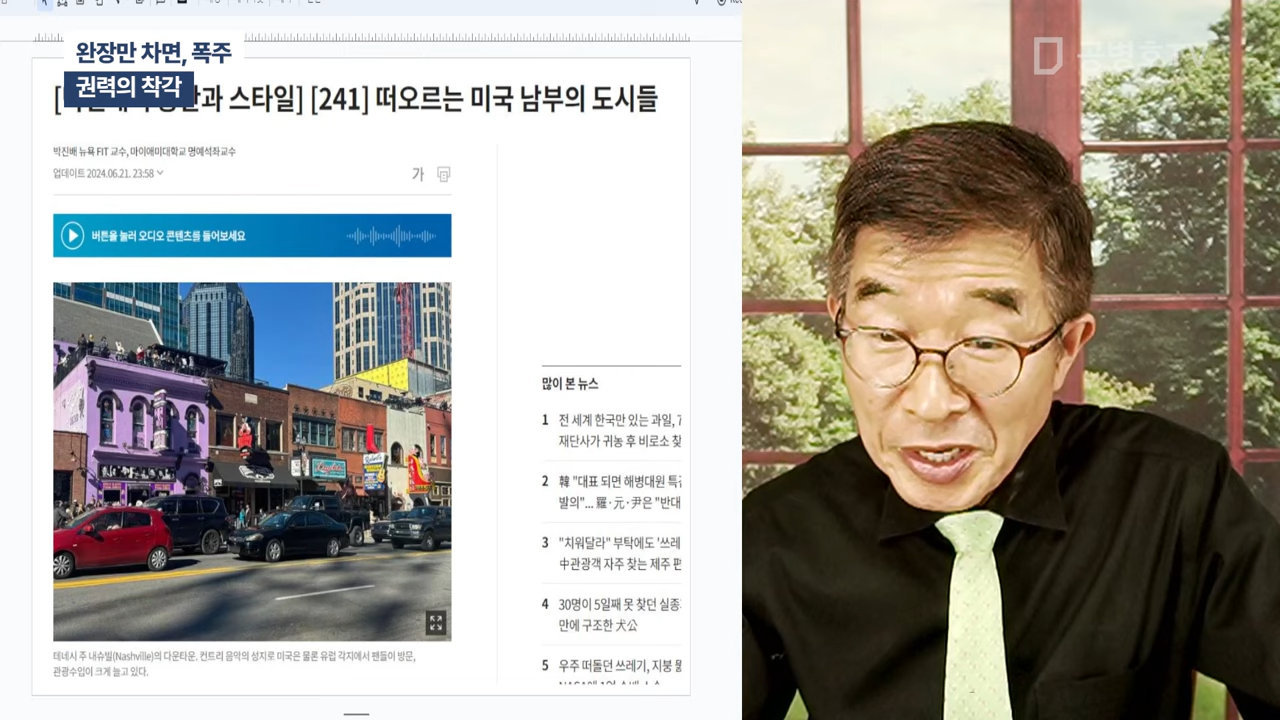 완장만 차면, 폭주
권력의 착각
스타일] [241] 떠오르는 미국 남부의 도시들
박진배 뉴욕 FIT 교수, 마이애미대학교 명예석좌교수
업데이트 2024.06.21. 23:58
가
버튼을 눌러 오디오 콘텐츠를 들어보세요
테네시 주 내슈빌(Nashville)의 다운타운. 컨트리 음악의 성지로 미국은 물론 유럽 각지에서 팬들이 방문,
관광수입이 크게 늘고 있다.
많이 본 뉴스
1 전 세계 한국만 있는 과일,
재단사가 귀농 후 비로소 찾
2 韓 "대표 되면 해병대원 특검
발의"... 羅·元·尹은 "반대
3 "치워달라" 부탁에도 '쓰레
中관광객 자주 찾는 제주 편
4 30명이 5일째 못 찾던 실종
만에 구조한 犬公
5 우주 떠돌던 쓰레기, 지붕 뚫
공병호TV